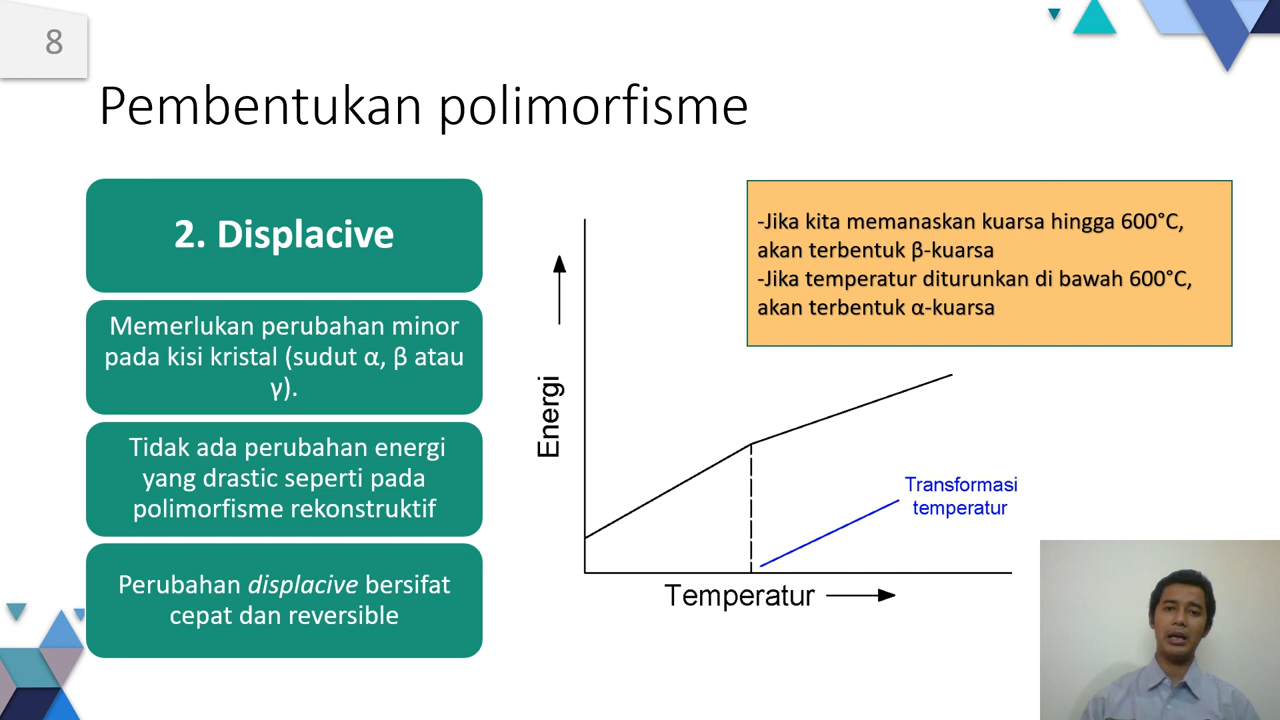 8
Pembentukan polimorfisme
2. Displacive
Memerlukan perubahan minor
pada kisi kristal (sudut α, β atau
γ).
Tidak ada perubahan energi
yang drastic seperti pada
polimorfisme rekonstruktif
Perubahan displacive bersifat
cepat dan reversible
-Jika kita memanaskan kuarsa hingga 600°C,
akan terbentuk β-kuarsa
-Jika temperatur diturunkan di bawah 600°C,
akan terbentuk α-kuarsa
Energi
Transformasi
temperatur
Temperatur